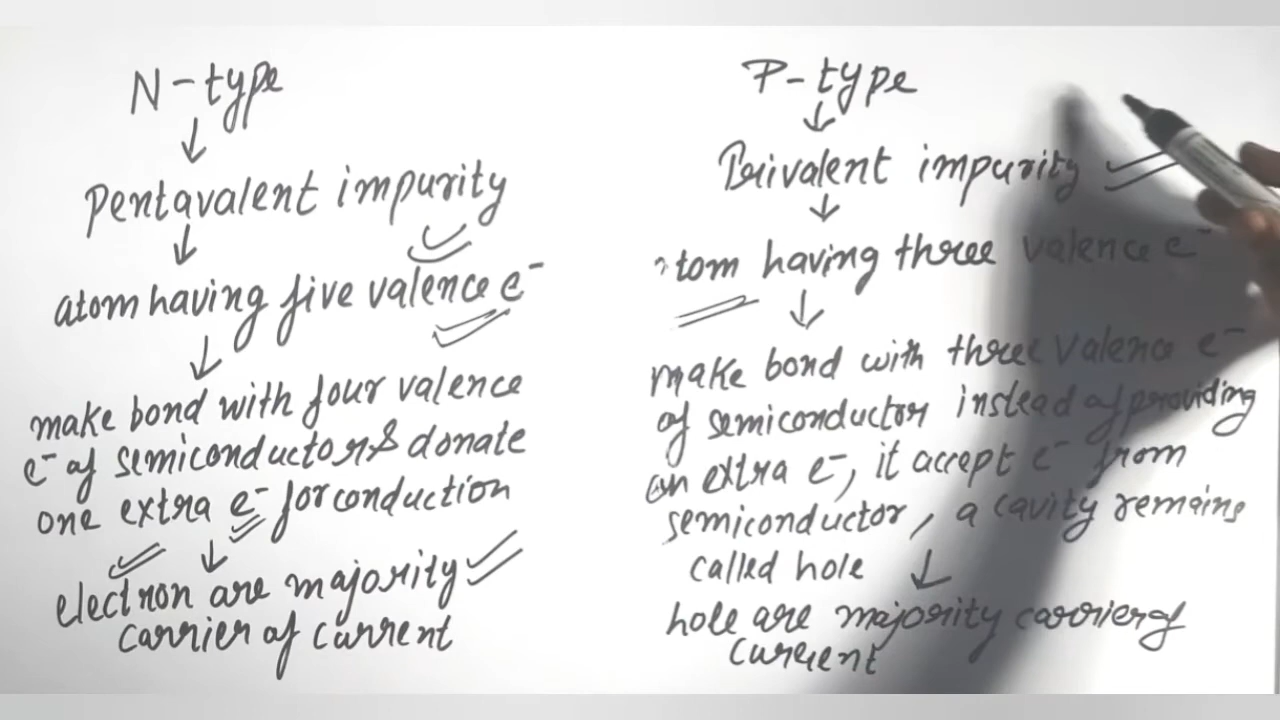 N-type
↓
Pentavalent impurity
↓
atom having five valence e⁻
↓
make bond with four valence
e⁻ of semiconductor & donate
one extra e⁻ for conduction
↓
electron are majority
carrier of current
P-type
↓
Trivalent impurity
↓
atom having three valence e⁻
↓
make bond with three Valence e⁻
of semiconductor instead of providing
an extra e⁻, it accept e⁻ from
semiconductor, a cavity remains
called hole
↓
hole are majority carrier of
current